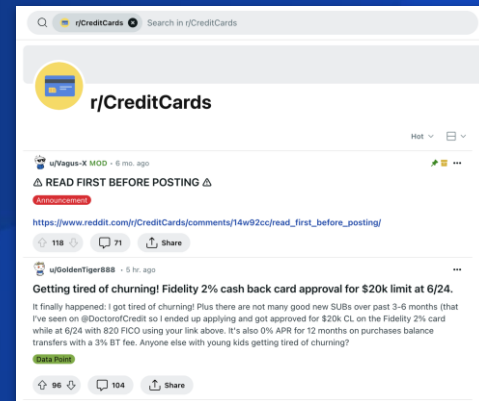 r/CreditCards Search in r/CreditCards
r/CreditCards
Hot
u/Vagus-X MOD • 6 mo. ago
⚠ READ FIRST BEFORE POSTING ⚠
Announcement
https://www.reddit.com/r/CreditCards/comments/14w92cc/read_first_before_posting/
118 71 Share
u/GoldenTiger888 • 5 hr. ago
Getting tired of churning! Fidelity 2% cash back card approval for $20k limit at 6/24.
It finally happened: I got tired of churning! Plus there are not many good new SUBs over past 3-6 months (that
I've seen on @DoctorofCredit so I ended up applying and got approved for $20k CL on the Fidelity 2% card
while at 6/24 with 820 FICO using your link above. It's also 0% APR for 12 months on purchases balance
transfers with a 3% BT fee. Anyone else with young kids getting tired of churning?
Data Point
96 104 Share